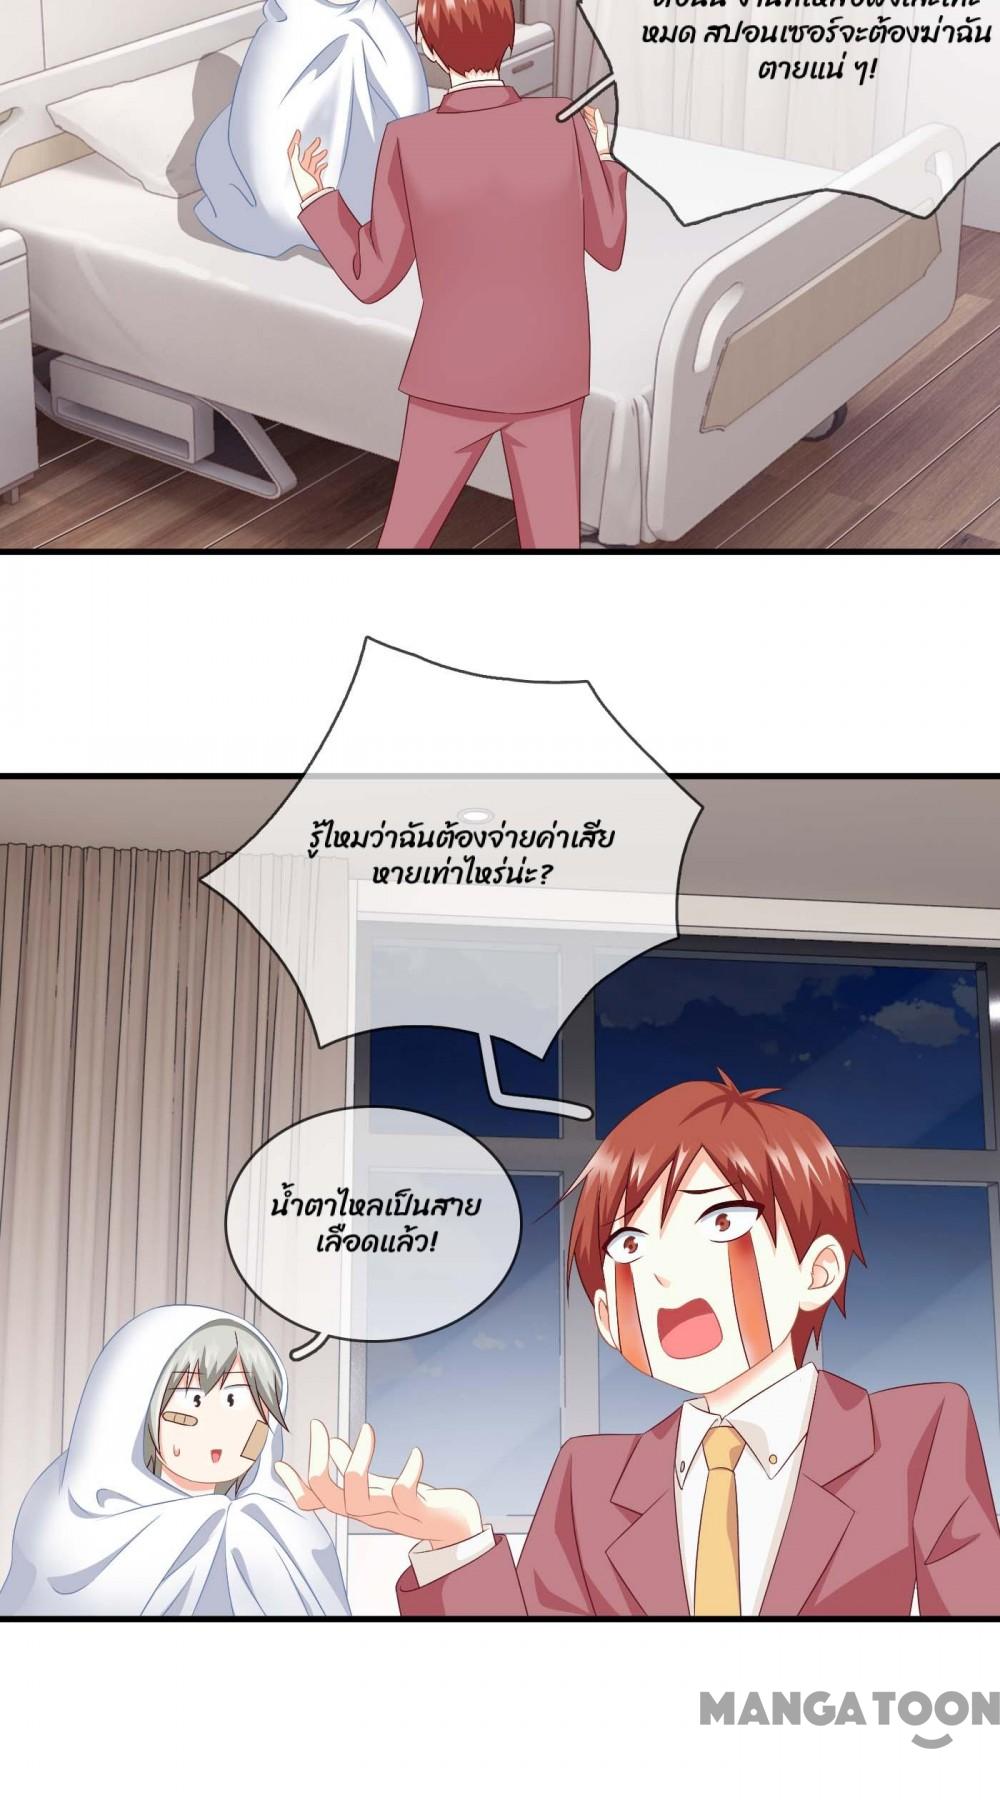 หมด สปอนเซอร์จะต้องฆ่าฉัน
ตายแน่ ๆ!
รู้ไหมว่าฉันต้องจ่ายค่าเสีย
หายเท่าไหร่น่ะ?
น้ำตาไหลเป็นสาย
เลือดแล้ว!
MANGATOON